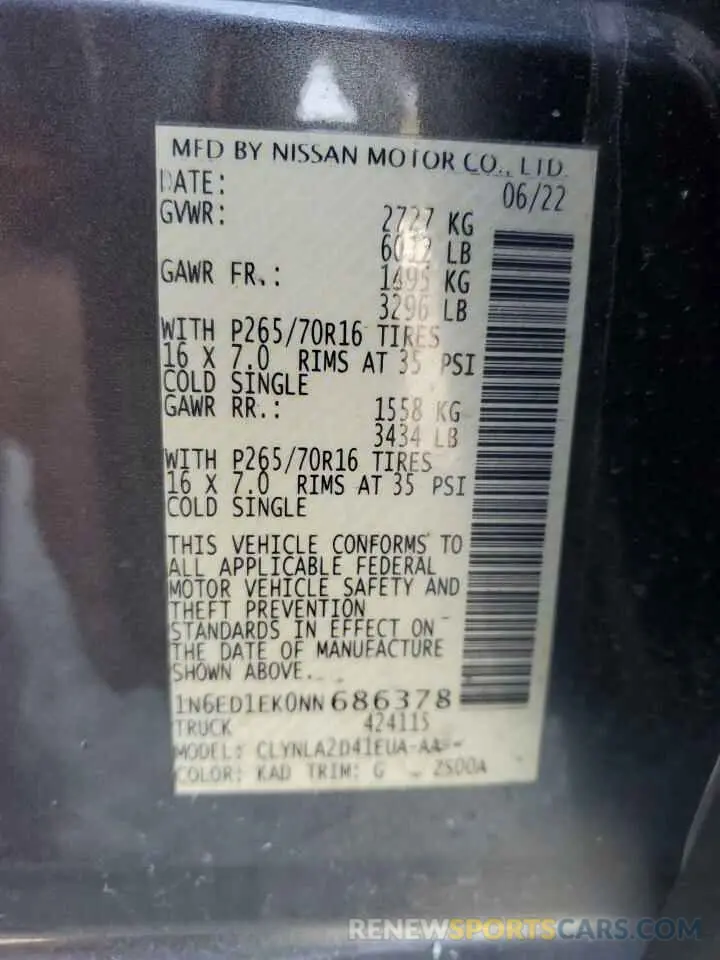 MFD BY NISSAN MOTOR CO., LTD.
DATE: 06/22
GVWR: 2727 KG
6012 LB
GAWR FR.: 1495 KG
3296 LB
WITH P265/70R16 TIRES
16 X 7.0 RIMS AT 35 PSI
COLD SINGLE
GAWR RR.: 1558 KG
3434 LB
WITH P265/70R16 TIRES
16 X 7.0 RIMS AT 35 PSI
COLD SINGLE
THIS VEHICLE CONFORMS TO
ALL APPLICABLE FEDERAL
MOTOR VEHICLE SAFETY AND
THEFT PREVENTION
STANDARDS IN EFFECT ON
THE DATE OF MANUFACTURE
SHOWN ABOVE.
1N6ED1EK0NN686378
TRUCK 424115
MODEL: CLYNLA2D41EUA-AA--
COLOR: KAD TRIM: G 2S00A
RENEWSPORTSCARS.COM